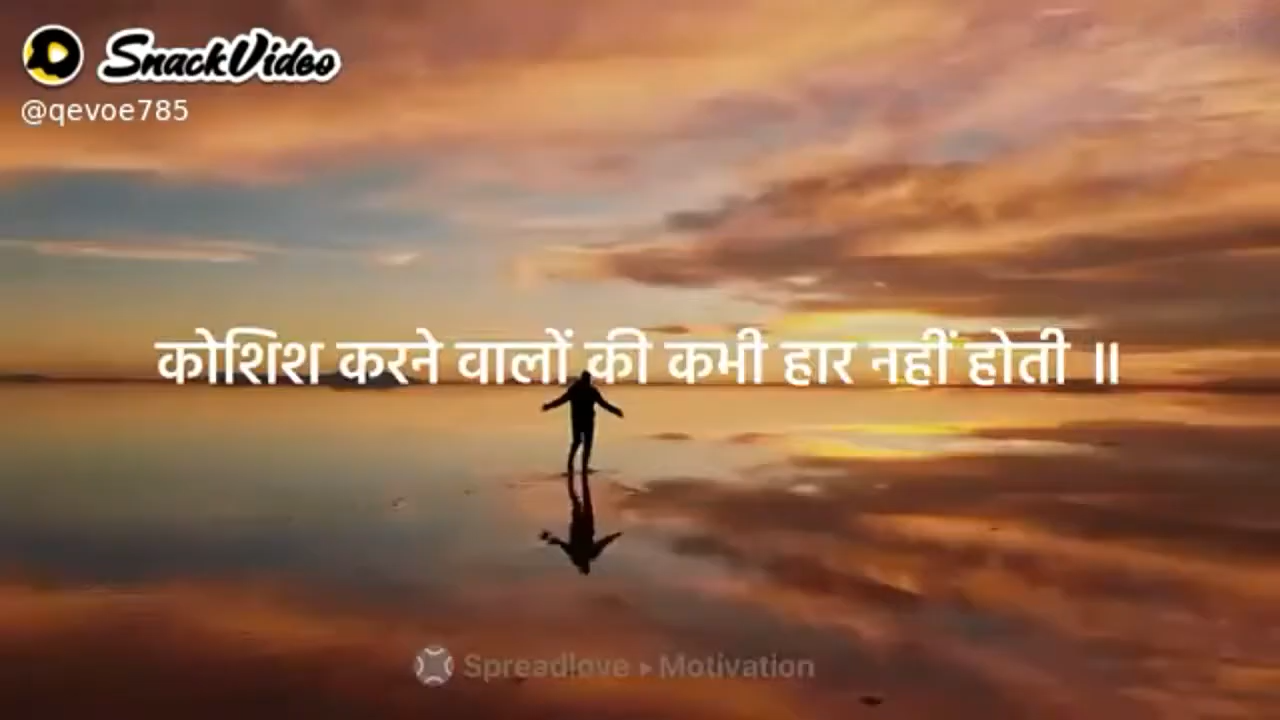 SnackVideo
@qevoe785
कोशिश करने वालों की कभी हार नहीं होती ॥
Spreadlove ▸ Motivation